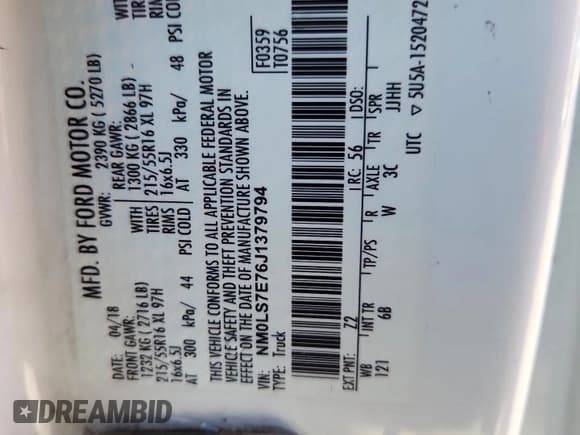 MFD. BY FORD MOTOR CO.
DATE: 04/18 GVWR: 2390 KG ( 5270 LB)
FRONT GAWR: REAR GAWR:
1232 KG ( 2716 LB) WITH 1300 KG ( 2866 LB) WITH
215/55R16 XL 97H TIRES 215/55R16 XL 97H TIRES
16x6.5J RIMS 16x6.5J RIMS
AT 300 kPa/ 44 PSI COLD AT 330 kPa/ 48 PSI COLD
THIS VEHICLE CONFORMS TO ALL APPLICABLE FEDERAL MOTOR
VEHICLE SAFETY AND THEFT PREVENTION STANDARDS IN
EFFECT ON THE DATE OF MANUFACTURE SHOWN ABOVE.
VIN: NM0LS7E76J1379794
TYPE: Truck
F0359
T0756
EXT PNT: Z2 RC: 56 DSO:
WB INT TR TP/PS R AXLE TR SPR
121 6B W 3C JJHH
UTC ▽ 5U5A-1520472
DREAMBID